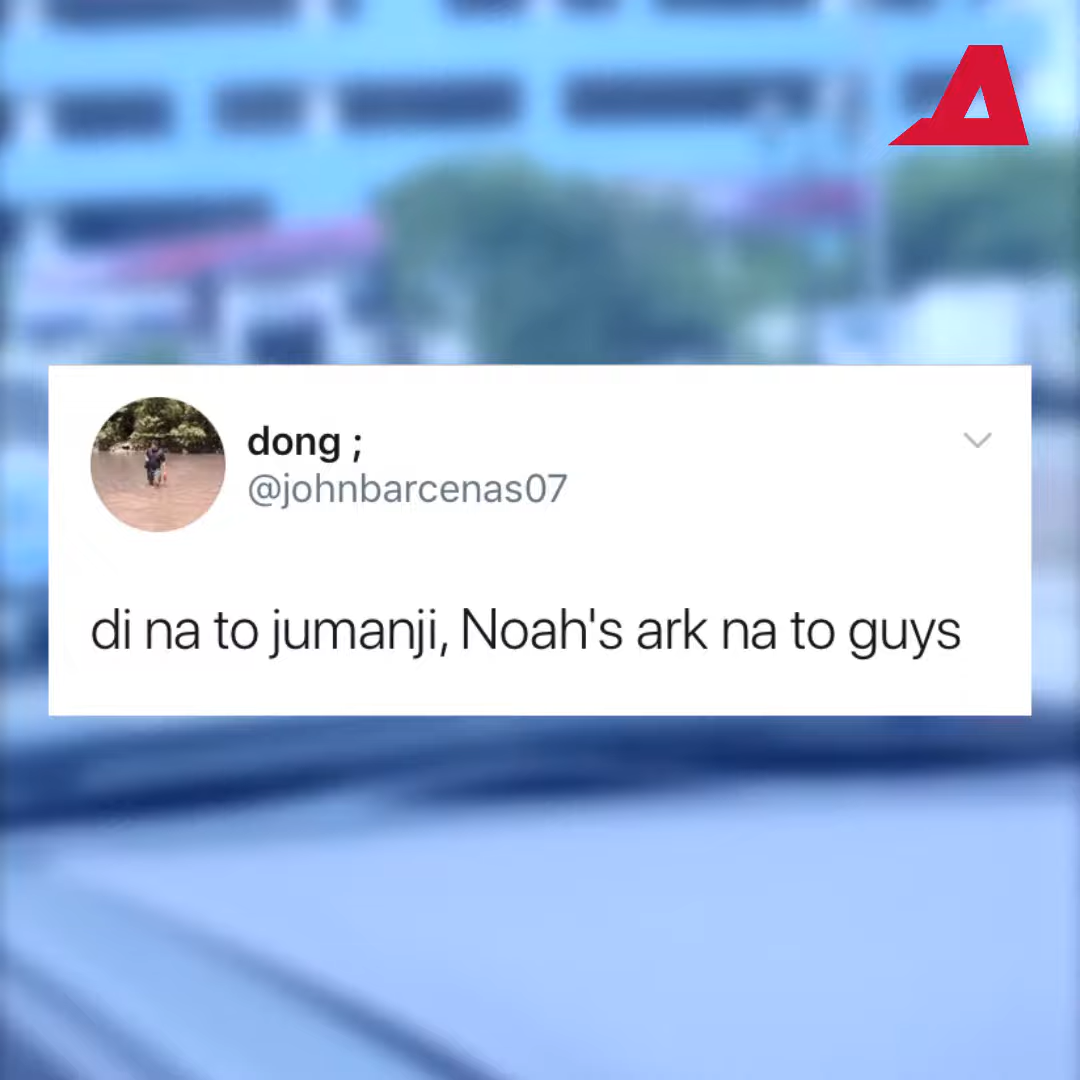 dong ;
@johnbarcenas07
di na to jumanji, Noah's ark na to guys